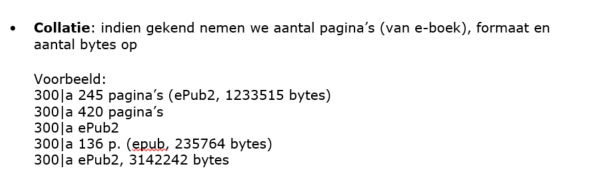 • Collatie: indien gekend nemen we aantal pagina’s (van e-boek), formaat en
aantal bytes op
Voorbeeld:
300|a 245 pagina’s (ePub2, 1233515 bytes)
300|a 420 pagina’s
300|a ePub2
300|a 136 p. (epub, 235764 bytes)
300|a ePub2, 3142242 bytes